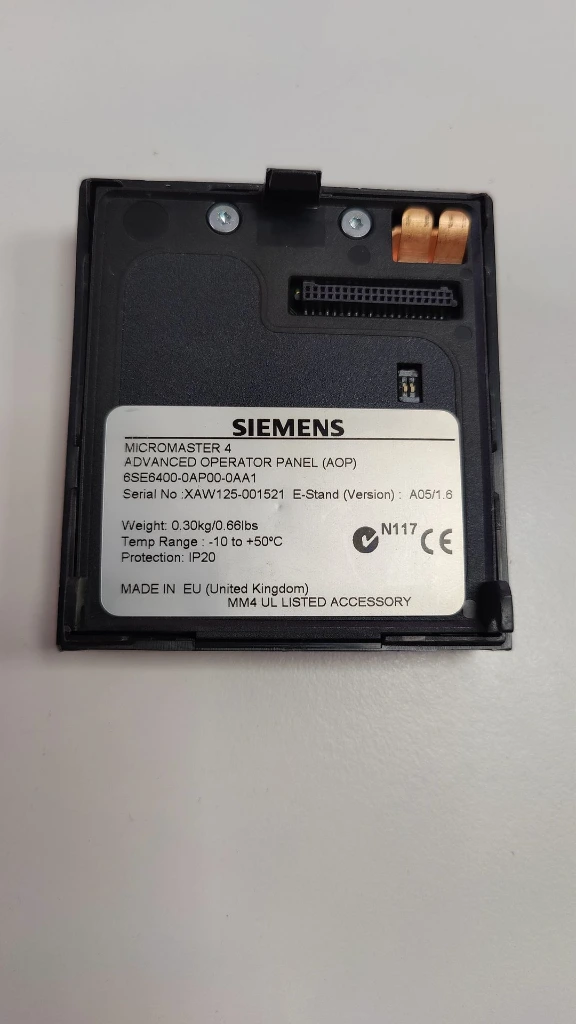 SIEMENS
MICROMASTER 4
ADVANCED OPERATOR PANEL (AOP)
6SE6400-0AP00-0AA1
Serial No :XAW125-001521 E-Stand (Version) : A05/1.6
Weight: 0.30kg/0.66lbs
Temp Range : -10 to +50ºC
Protection: IP20
N117 CE
MADE IN EU (United Kingdom)
MM4 UL LISTED ACCESSORY